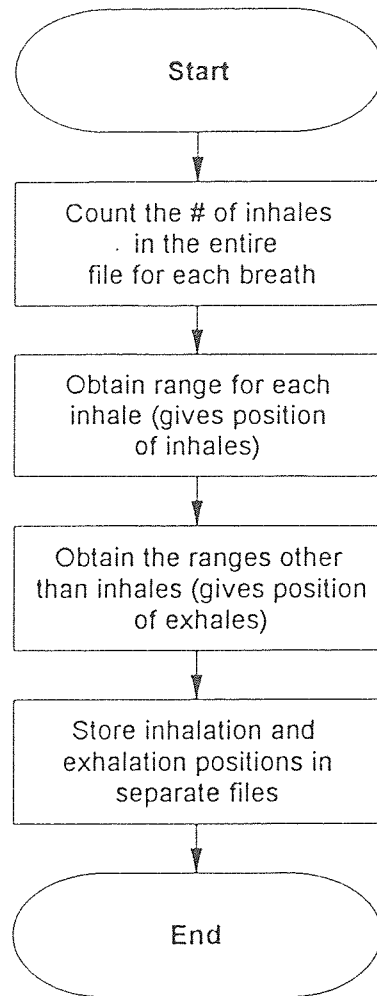 Start
Count the # of inhales
in the entire
file for each breath
Obtain range for each
inhale (gives position
of inhales)
Obtain the ranges other
than inhales (gives position
of exhales)
Store inhalation and
exhalation positions in
separate files
End